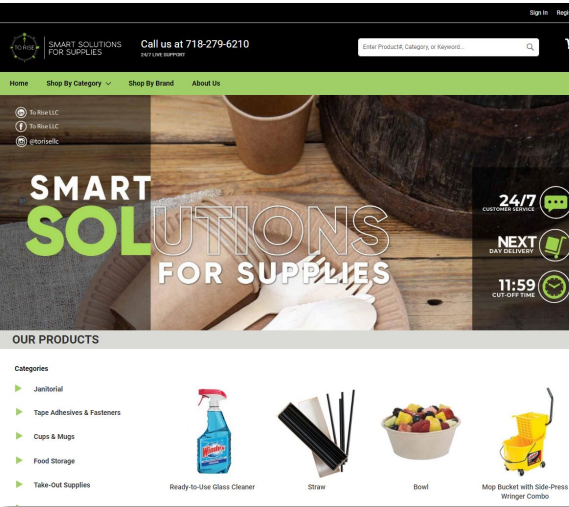 Sign In Regi
TO RISE
SMART SOLUTIONS
FOR SUPPLIES
Call us at 718-279-6210
24/7 LIVE SUPPORT
Enter Product#, Category, or Keyword...
Home Shop By Category Shop By Brand About Us
To Rise LLC
To Rise LLC
@torisellc
SMART
SOLUTIONS
FOR SUPPLIES
24/7
CUSTOMER SERVICE
NEXT
DAY DELIVERY
11:59
CUT-OFF TIME
OUR PRODUCTS
Categories
Janitorial
Tape Adhesives & Fasteners
Cups & Mugs
Food Storage
Take-Out Supplies
Windex
Ready-to-Use Glass Cleaner
Straw
Bowl
Mop Bucket with Side-Press
Wringer Combo